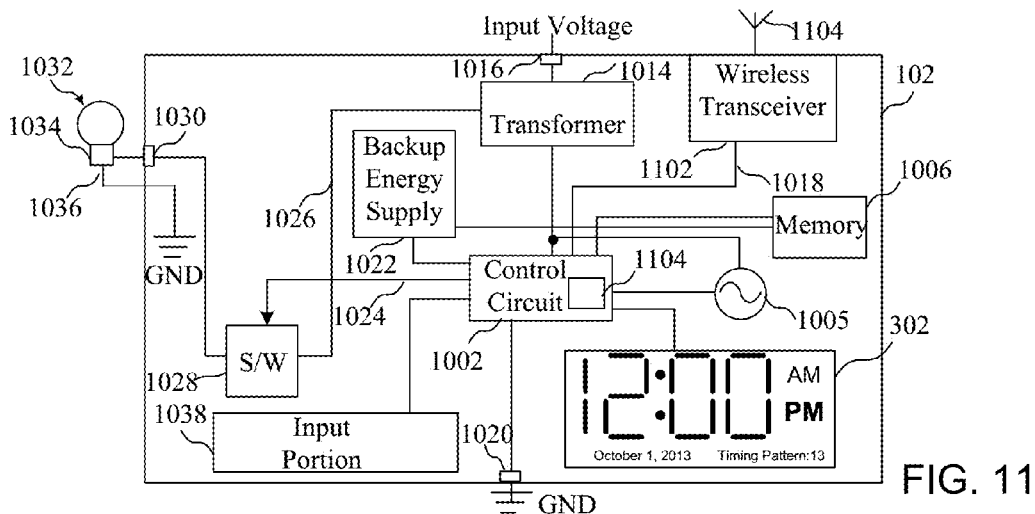 Input Voltage
1104
1016
1014
1032
Wireless
Transceiver
102
1034
1030
Transformer
Backup
Energy
Supply
1102
1018
1006
1036
1026
Memory
GND
1022
Control
Circuit
1104
1024
1002
1005
302
S/W
1028
12:00
AM
PM
1038
Input
Portion
1020
October 1, 2013
Timing Pattern:13
GND
FIG. 11